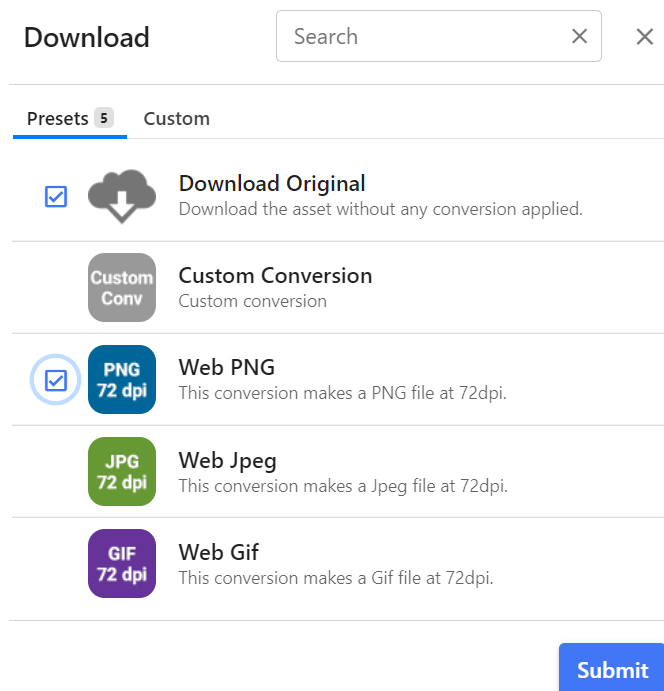 Download
Search
Presets 5 Custom
Download Original
Download the asset without any conversion applied.
Custom
Conv
Custom Conversion
Custom conversion
PNG
72 dpi
Web PNG
This conversion makes a PNG file at 72dpi.
JPG
72 dpi
Web Jpeg
This conversion makes a Jpeg file at 72dpi.
GIF
72 dpi
Web Gif
This conversion makes a Gif file at 72dpi.
Submit